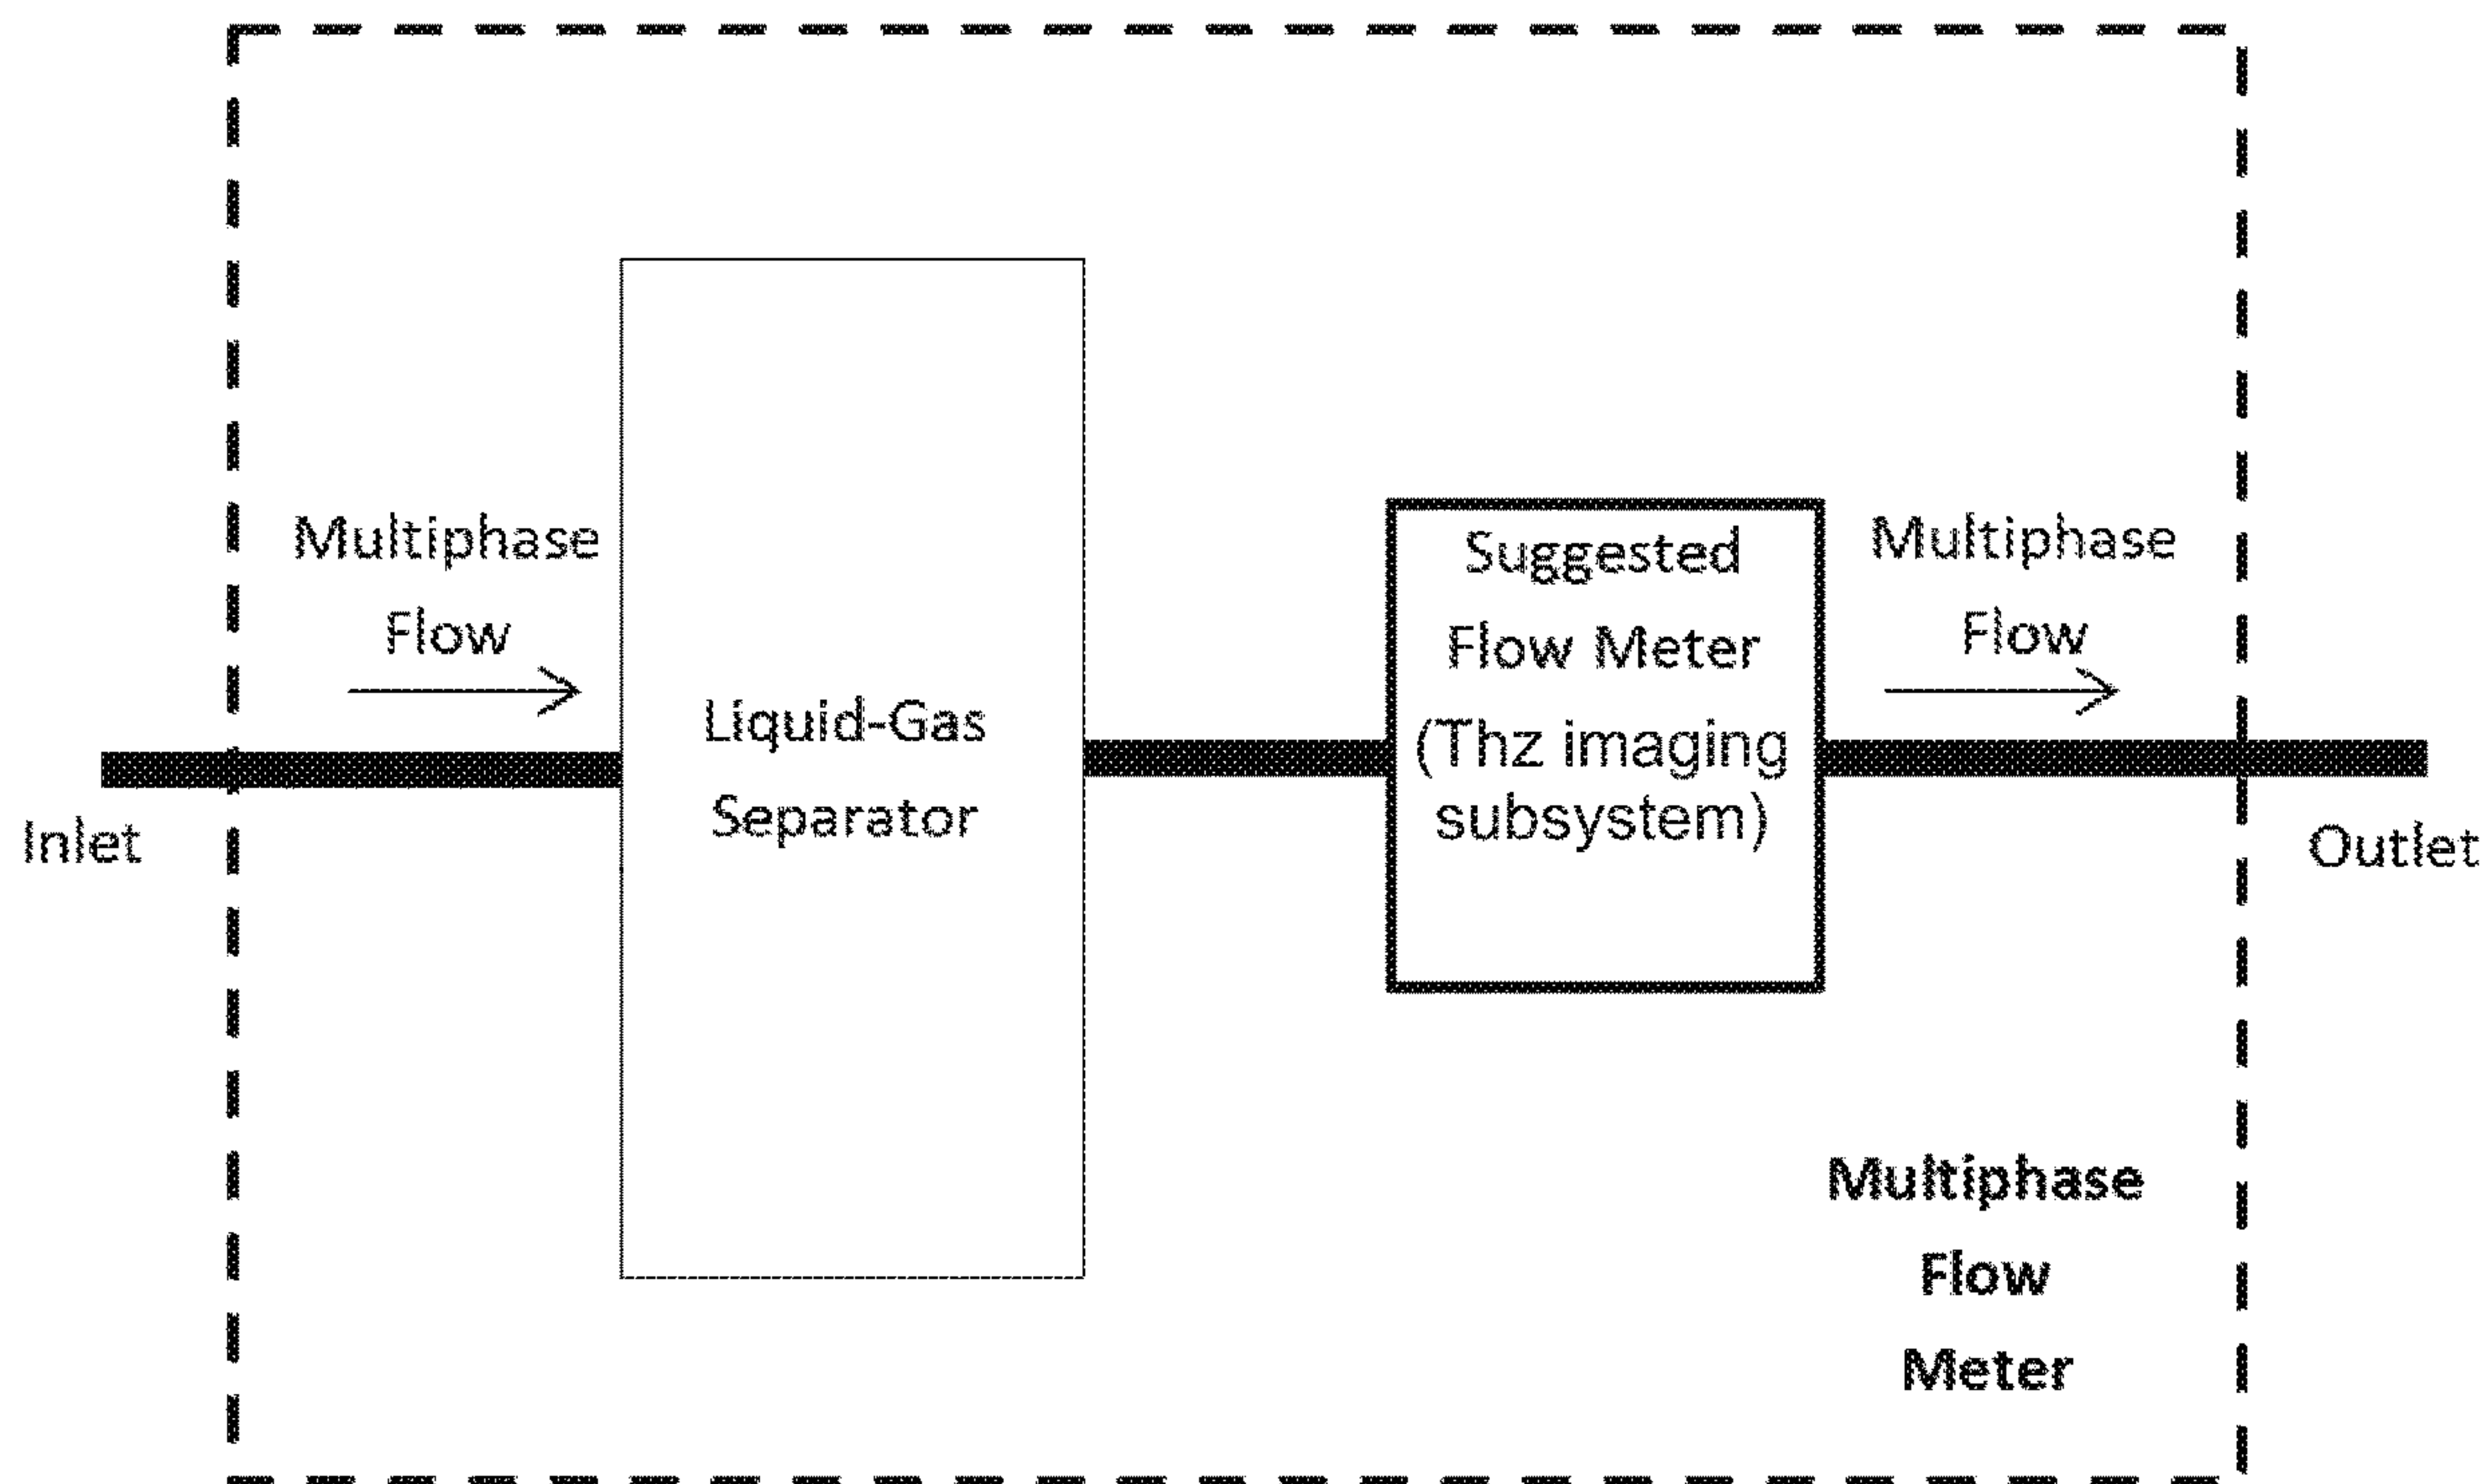 Multiphase
Flow
Inlet
Liquid-Gas
Separator
Suggested
Flow Meter
(Thz imaging
subsystem)
Multiphase
Flow
Outlet
Multiphase
Flow
Meter